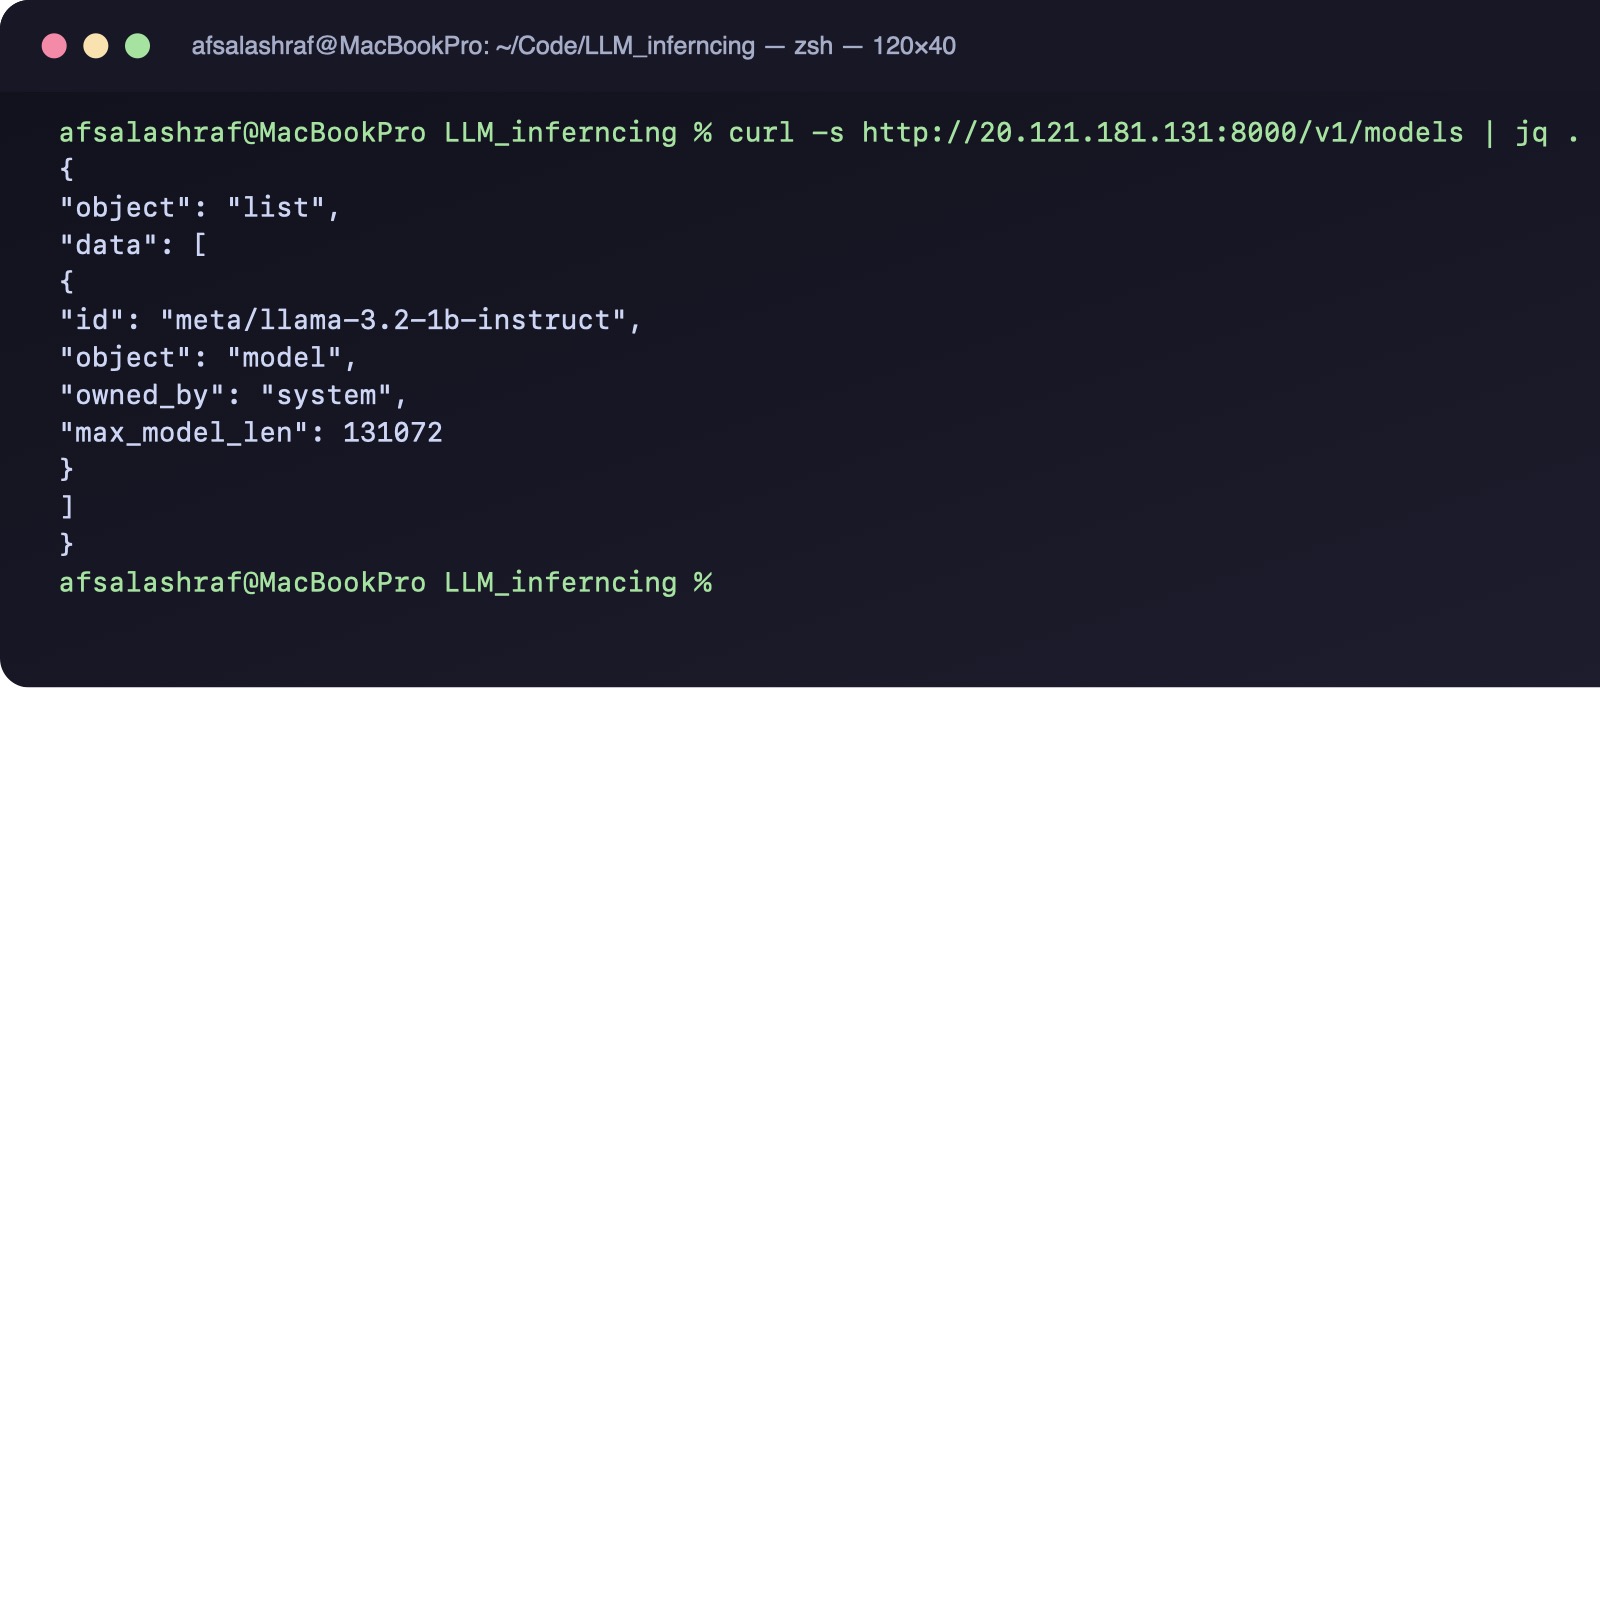 afsalashraf@MacBookPro: ~/Code/LLM_inferncing — zsh — 120×40
afsalashraf@MacBookPro LLM_inferncing % curl -s http://20.121.181.131:8000/v1/models | jq .
{
"object": "list",
"data": [
{
"id": "meta/llama-3.2-1b-instruct",
"object": "model",
"owned_by": "system",
"max_model_len": 131072
}
]
}
afsalashraf@MacBookPro LLM_inferncing %